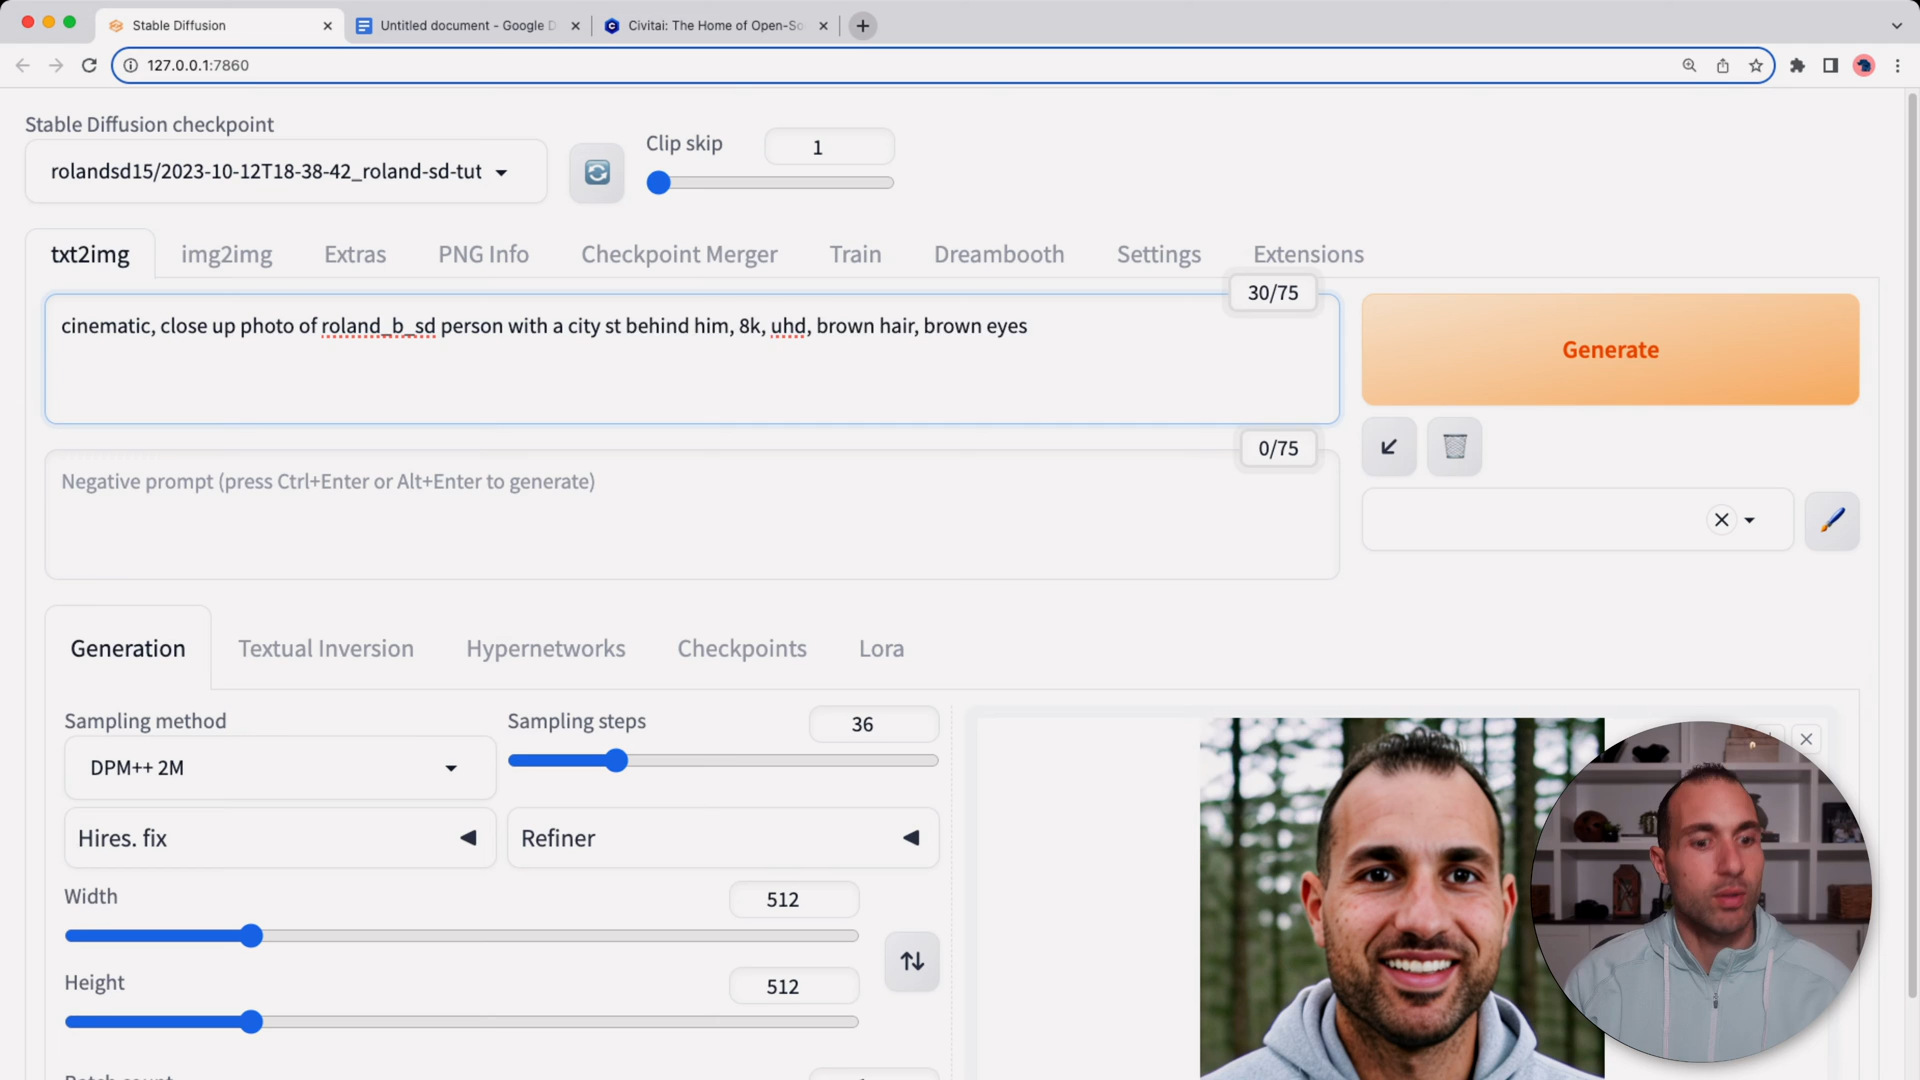 Stable Diffusion
Untitled document - Google D
Civitai: The Home of Open-So
127.0.0.1:7860
Stable Diffusion checkpoint
rolandsd15/2023-10-12T18-38-42_roland-sd-tut
Clip skip
1
txt2img
img2img
Extras
PNG Info
Checkpoint Merger
Train
Dreambooth
Settings
Extensions
30/75
cinematic, close up photo of roland_b_sd person with a city st behind him, 8k, uhd, brown hair, brown eyes
Generate
0/75
Negative prompt (press Ctrl+Enter or Alt+Enter to generate)
Generation
Textual Inversion
Hypernetworks
Checkpoints
Lora
Sampling method
DPM++ 2M
Sampling steps
36
Hires. fix
Refiner
Width
512
Height
512